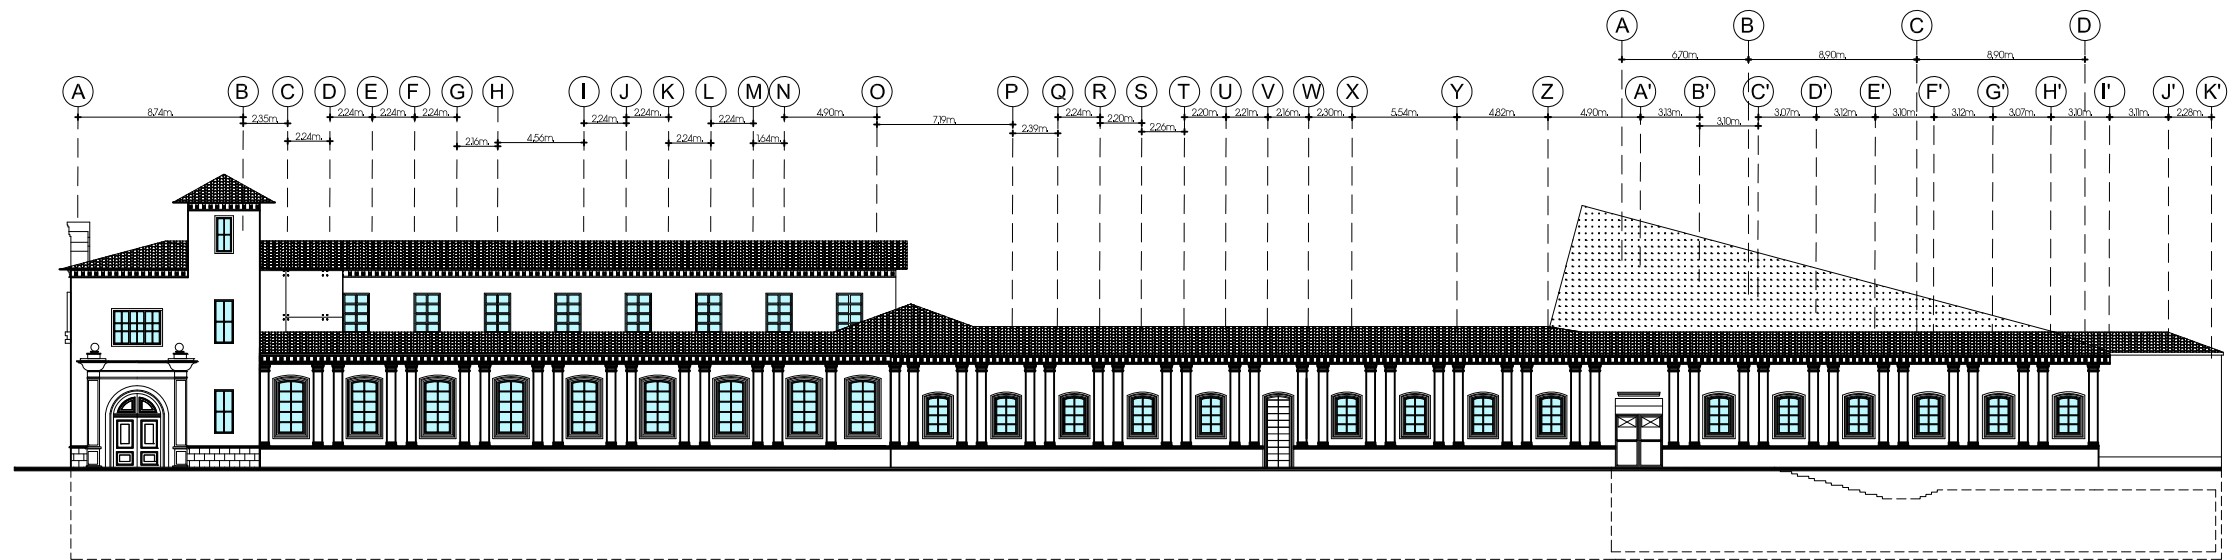 A B C D
6.70m. 8.90m. 8.90m.
A B C D E F G H I J K L M N O P Q R S T U V W X Y Z A' B' C' D' E' F' G' H' I' J' K'
8.74m. 2.24m. 2.24m. 2.24m. 2.24m. 2.24m. 4.90m. 2.24m. 2.20m. 2.21m. 2.16m. 2.30m. 5.54m. 4.82m. 4.90m. 3.13m. 3.07m. 3.12m. 3.10m. 3.12m. 3.07m. 3.10m. 3.11m. 2.28m.
2.35m. 2.24m. 7.19m. 2.20m. 3.10m.
2.39m. 2.26m.
2.24m. 2.16m. 4.56m. 2.24m. 1.64m.